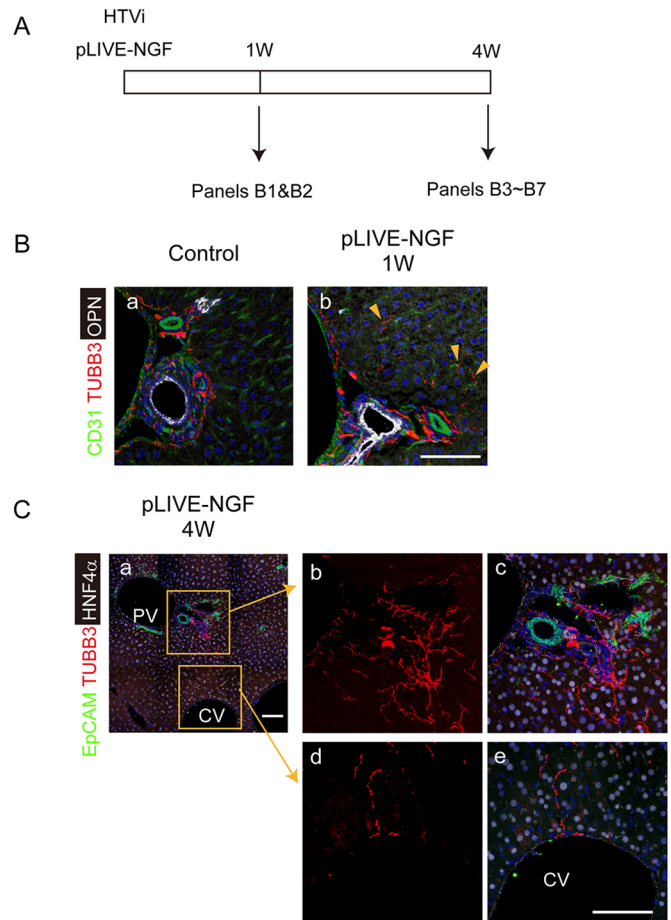 A
HTVi
pLIVE-NGF 1W 4W
Panels B1&B2 Panels B3~B7
B
Control pLIVE-NGF
1W
CD31 TUBB3 OPN
a b
C
pLIVE-NGF
4W
EpCAM TUBB3 HNF4α
a b c
PV
CV
d e
CV